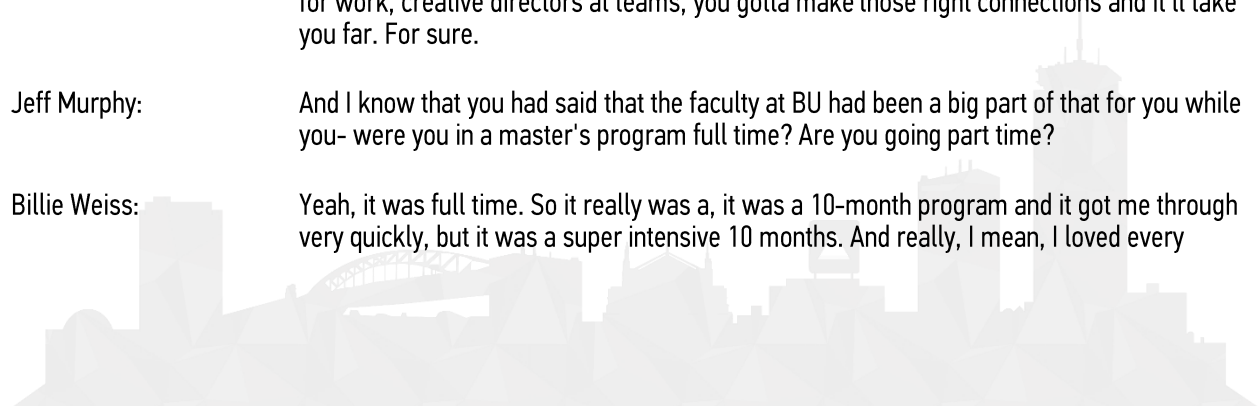 for work, creative directors at teams, you gotta make those right connections and it'll take
you far. For sure.
Jeff Murphy: And I know that you had said that the faculty at BU had been a big part of that for you while
you- were you in a master's program full time? Are you going part time?
Billie Weiss: Yeah, it was full time. So it really was a, it was a 10-month program and it got me through
very quickly, but it was a super intensive 10 months. And really, I mean, I loved every